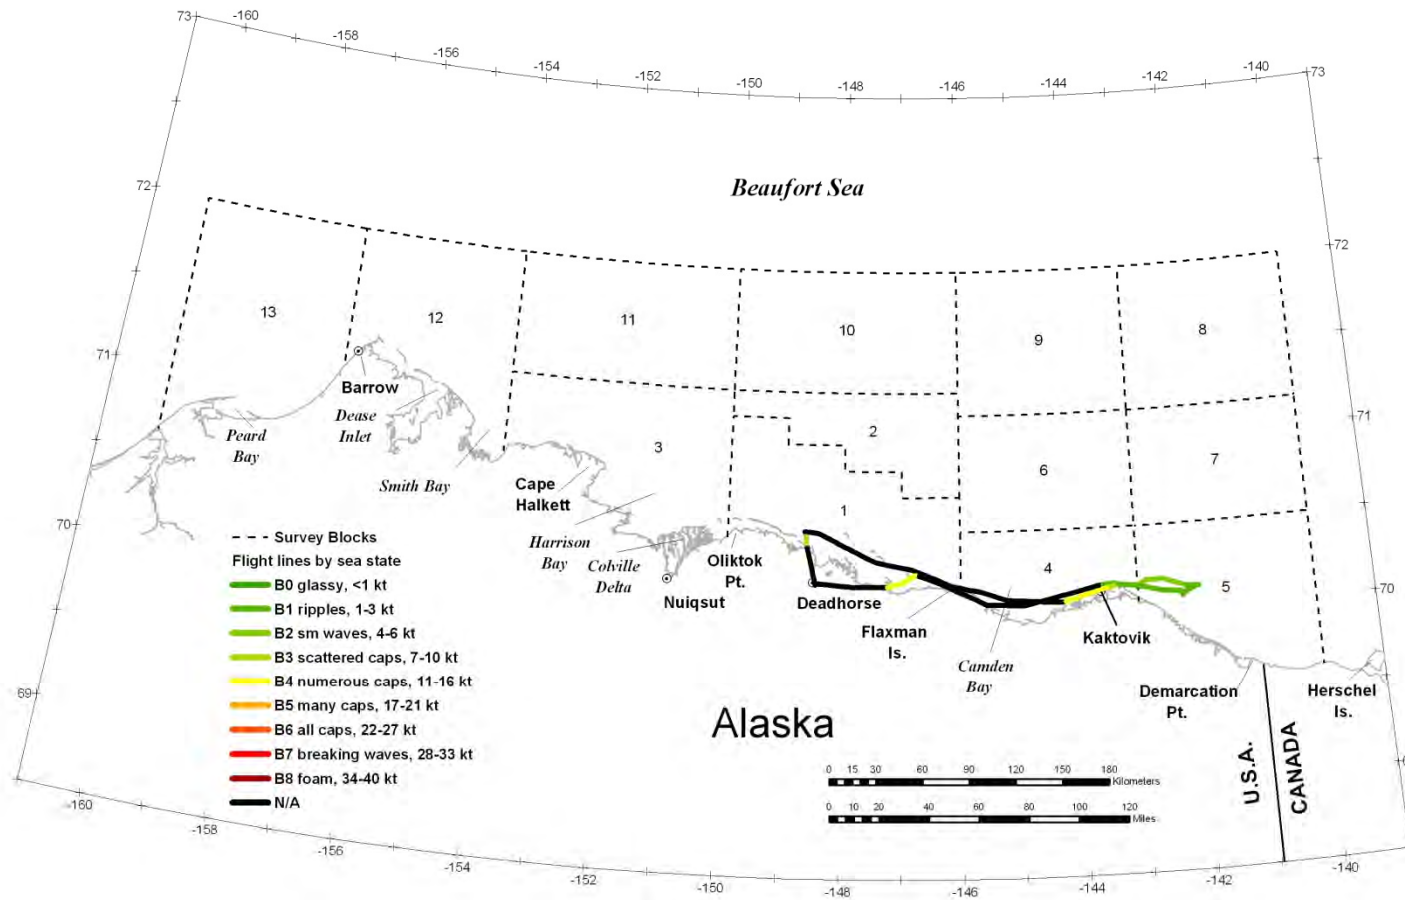 73
-160
-158
-156
-154
-152
-150
-148
-146
-144
-142
-140
73
72
Beaufort Sea
72
13
12
11
10
9
8
71
Barrow
Dease
Inlet
Peard
Bay
Smith Bay
3
2
6
7
71
Cape
Halkett
1
70
Harrison
Bay
Colville
Delta
Oliktok
Pt.
Nuiqsut
Deadhorse
4
5
70
Flaxman
Is.
Kaktovik
Camden
Bay
Demarcation
Pt.
Herschel
Is.
Survey Blocks
Flight lines by sea state
B0 glassy, <1 kt
B1 ripples, 1-3 kt
B2 sm waves, 4-6 kt
B3 scattered caps, 7-10 kt
B4 numerous caps, 11-16 kt
B5 many caps, 17-21 kt
B6 all caps, 22-27 kt
B7 breaking waves, 28-33 kt
B8 foam, 34-40 kt
N/A
69
Alaska
U.S.A.
CANADA
0 15 30 60 90 120 150 180
Kilometers
0 10 20 40 60 80 100 120
Miles
-160
-158
-156
-154
-152
-150
-148
-146
-144
-142
-140